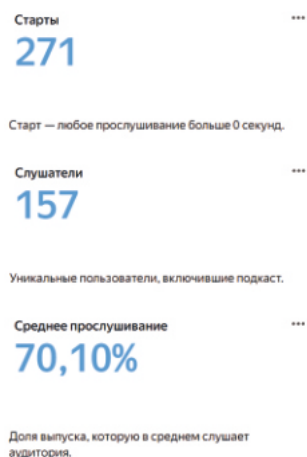 Старты
271
Старт — любое прослушивание больше 0 секунд.
Слушатели
157
Уникальные пользователи, включившие подкаст.
Среднее прослушивание
70,10%
Доля выпуска, которую в среднем слушает
аудитория.